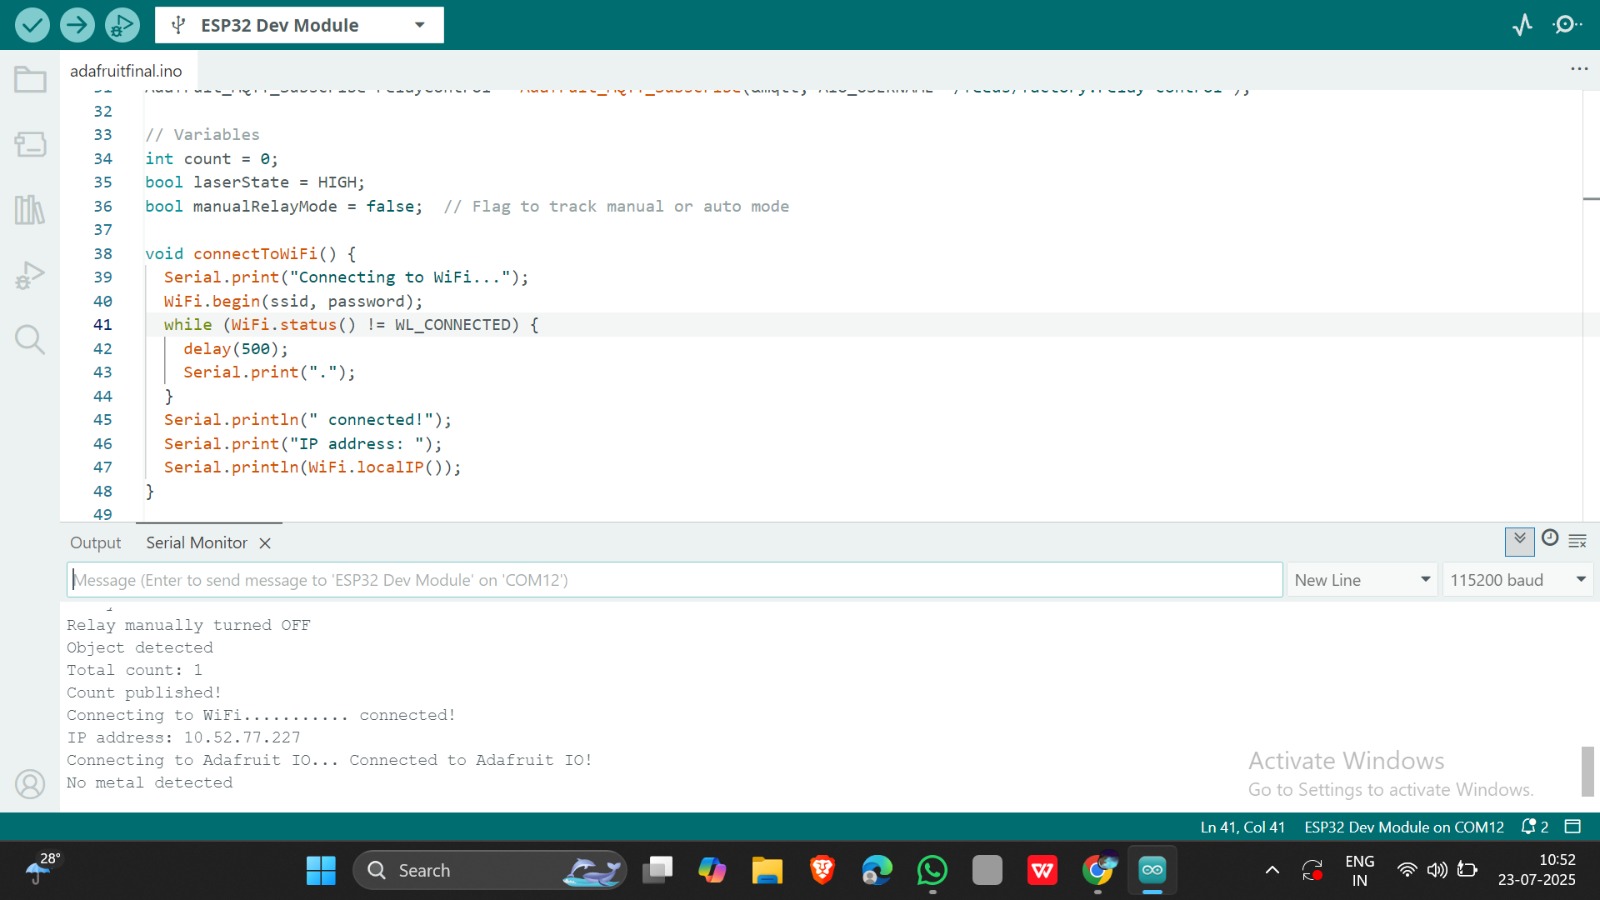 ESP32 Dev Module
adafruitfinal.ino
32
33 // Variables
34 int count = 0;
35 bool laserState = HIGH;
36 bool manualRelayMode = false;  // Flag to track manual or auto mode
37
38 void connectToWiFi() {
39 Serial.print("Connecting to WiFi...");
40 WiFi.begin(ssid, password);
41 while (WiFi.status() != WL_CONNECTED) {
42 delay(500);
43 Serial.print(".");
44 }
45 Serial.println(" connected!");
46 Serial.print("IP address: ");
47 Serial.println(WiFi.localIP());
48 }
49
Output Serial Monitor
Message (Enter to send message to 'ESP32 Dev Module' on 'COM12') New Line 115200 baud
Relay manually turned OFF
Object detected
Total count: 1
Count published!
Connecting to WiFi........... connected!
IP address: 10.52.77.227
Connecting to Adafruit IO... Connected to Adafruit IO!
No metal detected
Activate Windows
Go to Settings to activate Windows.
Ln 41, Col 41 ESP32 Dev Module on COM12 2
28° Search ENG 10:52
IN 23-07-2025